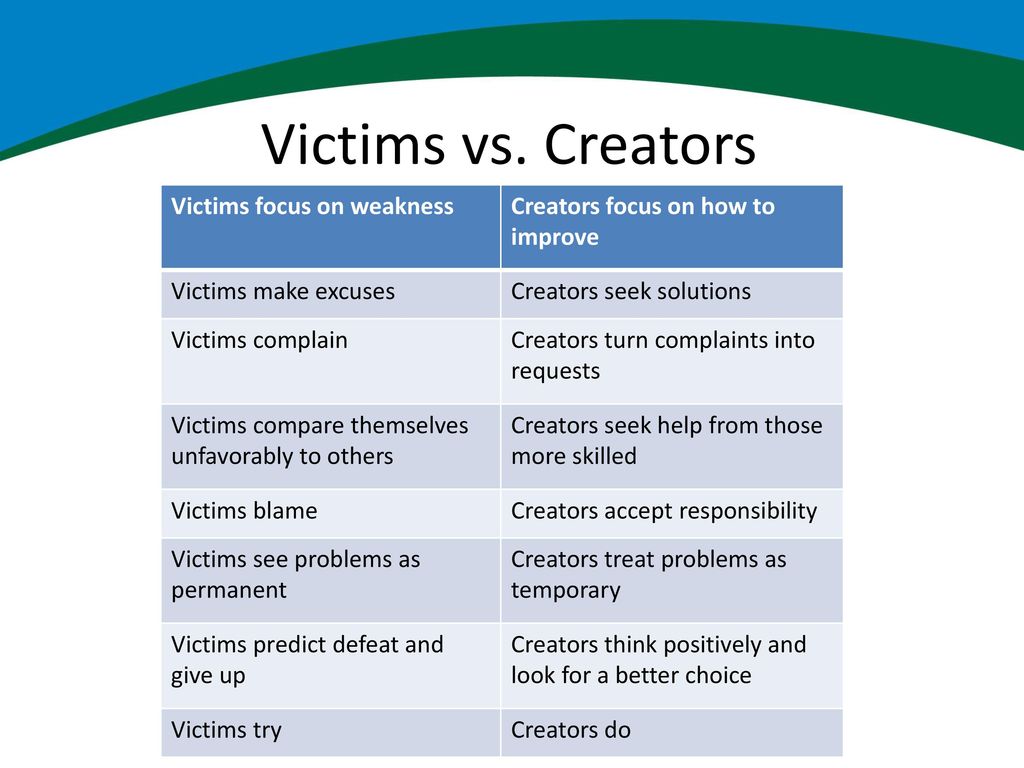 Victims vs. Creators
Victims focus on weakness
Creators focus on how to
improve
Victims make excuses
Creators seek solutions
Victims complain
Creators turn complaints into
requests
Victims compare themselves
unfavorably to others
Creators seek help from those
more skilled
Victims blame
Creators accept responsibility
Victims see problems as
permanent
Creators treat problems as
temporary
Victims predict defeat and
give up
Creators think positively and
look for a better choice
Victims try
Creators do